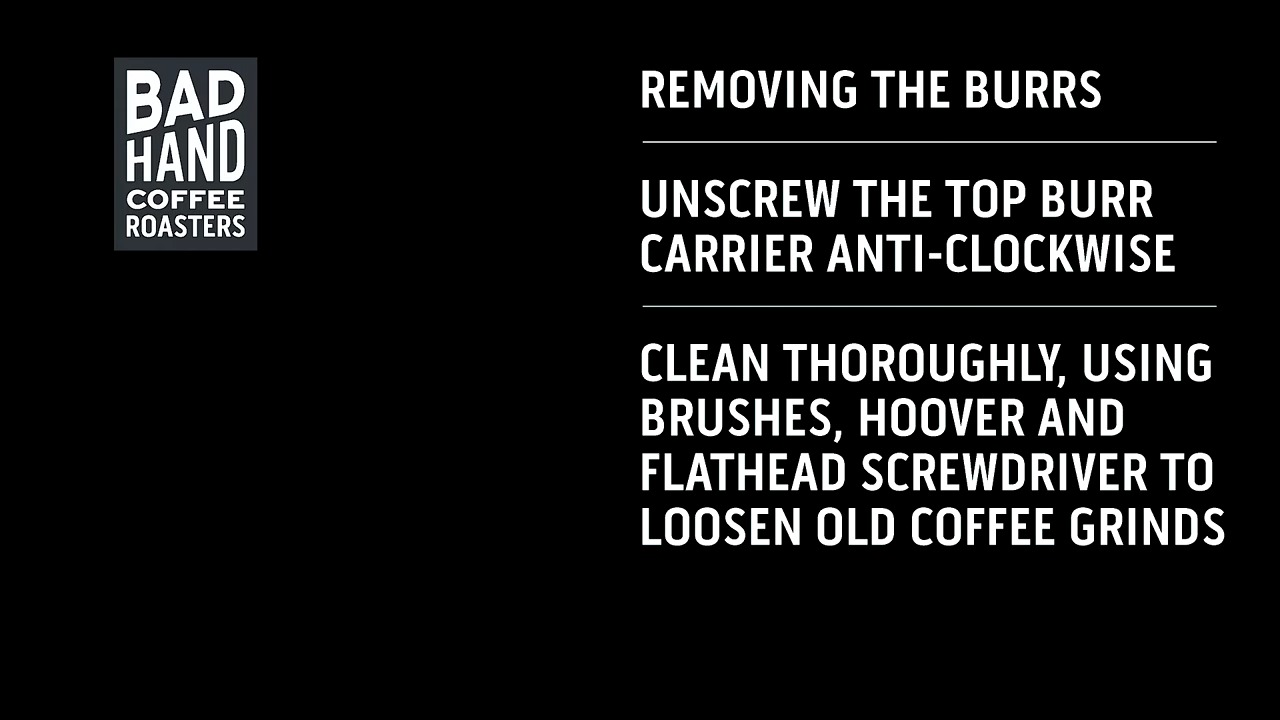 BAD
HAND
COFFEE
ROASTERS
REMOVING THE BURRS
UNSCREW THE TOP BURR
CARRIER ANTI-CLOCKWISE
CLEAN THOROUGHLY, USING
BRUSHES, HOOVER AND
FLATHEAD SCREWDRIVER TO
LOOSEN OLD COFFEE GRINDS